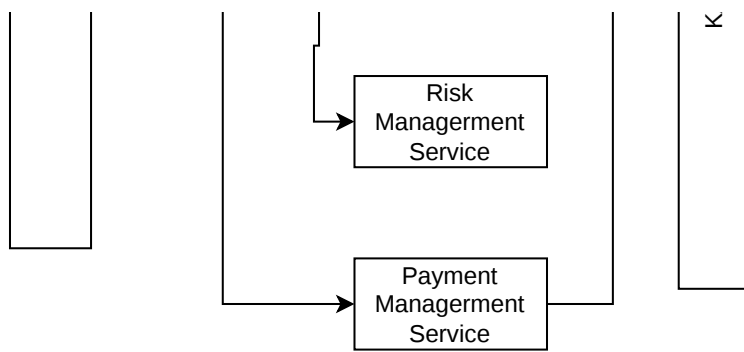 K
Risk
Managerment
Service
Payment
Managerment
Service